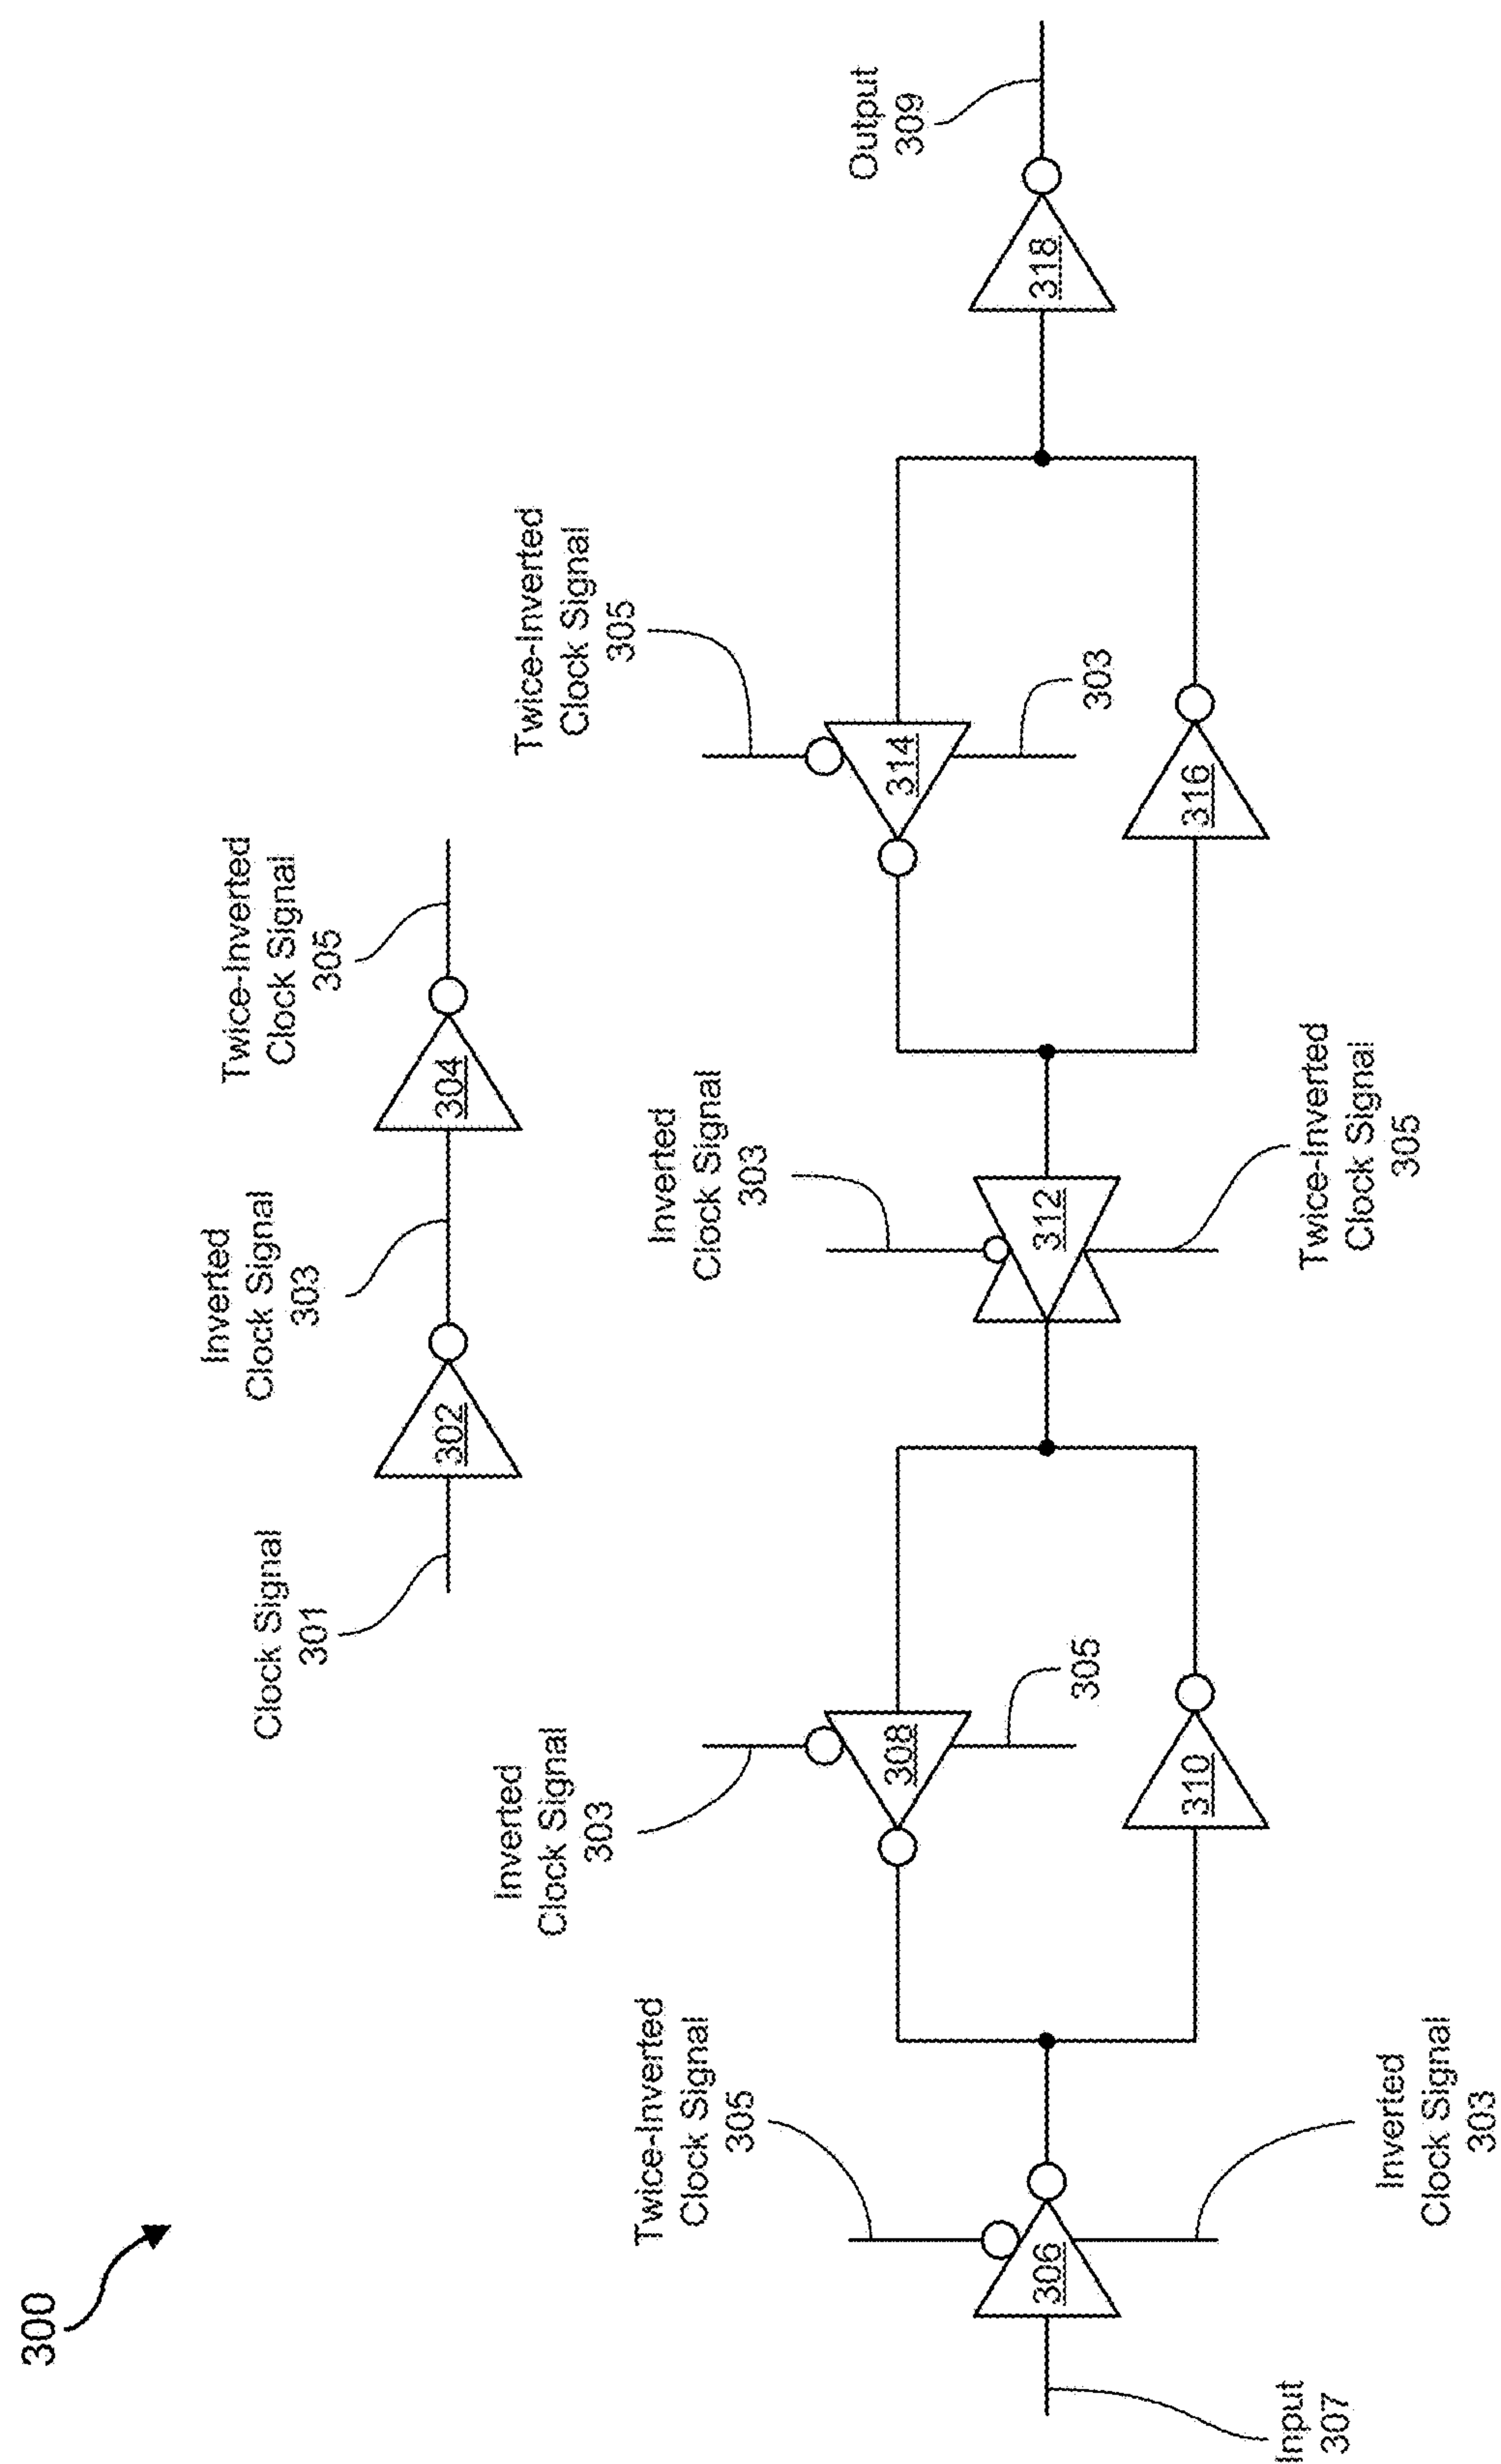 300
Clock Signal
301
Inverted
Clock Signal
303
Twice-Inverted
Clock Signal
305
302
304
Input
307
Twice-Inverted
Clock Signal
305
306
Inverted
Clock Signal
303
Inverted
Clock Signal
303
308
305
310
Inverted
Clock Signal
303
312
Twice-Inverted
Clock Signal
305
Twice-Inverted
Clock Signal
305
314
303
316
318
Output
309